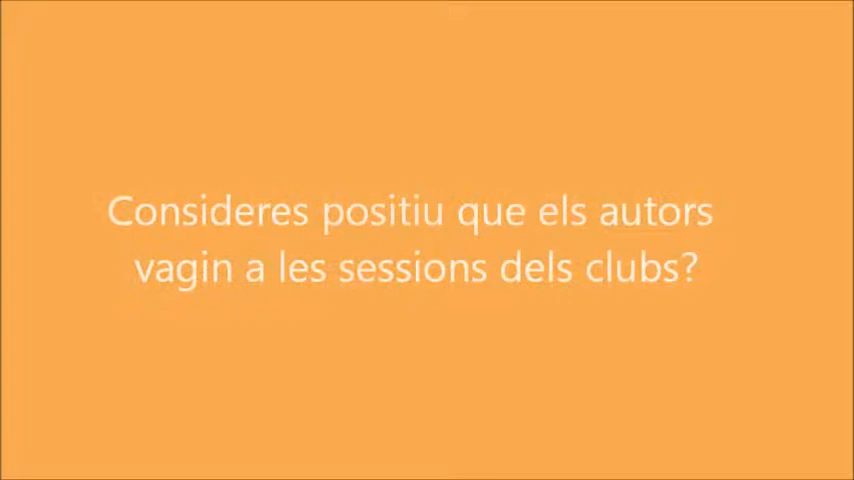 Consideres positiu que els autors
vagin a les sessions dels clubs?